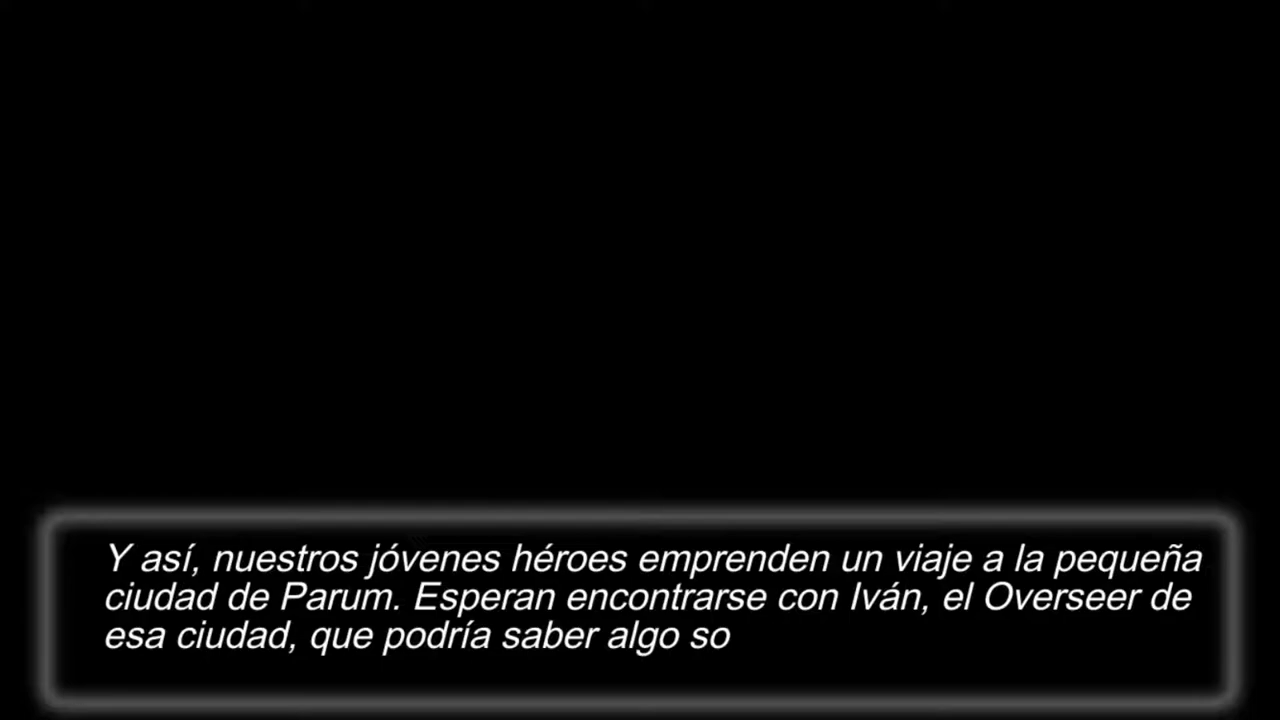 Y así, nuestros jóvenes héroes emprenden un viaje a la pequeña
ciudad de Parum. Esperan encontrarse con Iván, el Overseer de
esa ciudad, que podría saber algo so